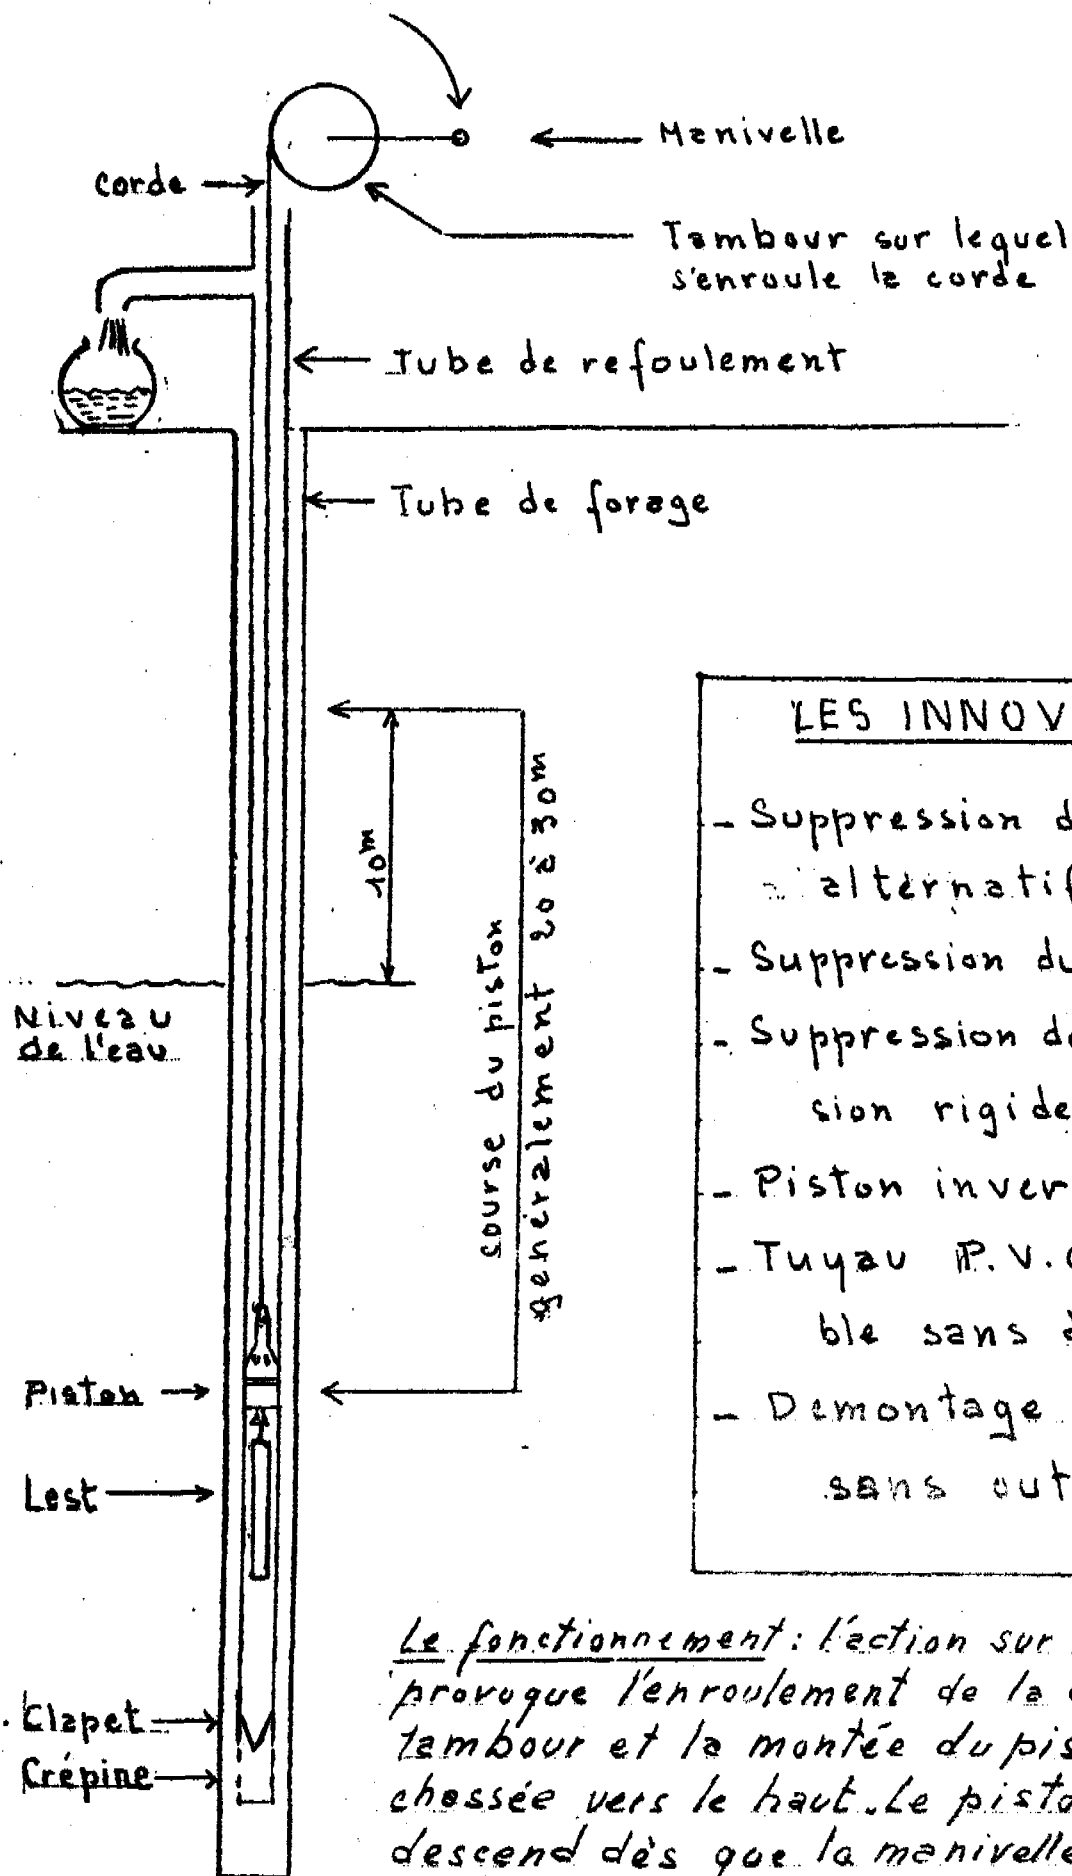 Manivelle
corde
Tambour sur lequel
s'enroule la corde
Tube de refoulement
Tube de forage
10m
course du piston
généralement 20 à 30m
Niveau
de l'eau
Piston
Lest
Clapet
Crépine
LES INNOV
- Suppression d
alternatif
- Suppression du
- Suppression de
sion rigide
- Piston inver
- Tuyau P.V.C
ble sans
- Demontage
sans out
Le fonctionnement: l'action sur
provoque l'enroulement de la c
tambour et la montée du pis
chassée vers le haut. Le pisto
descend dès que la manivelle